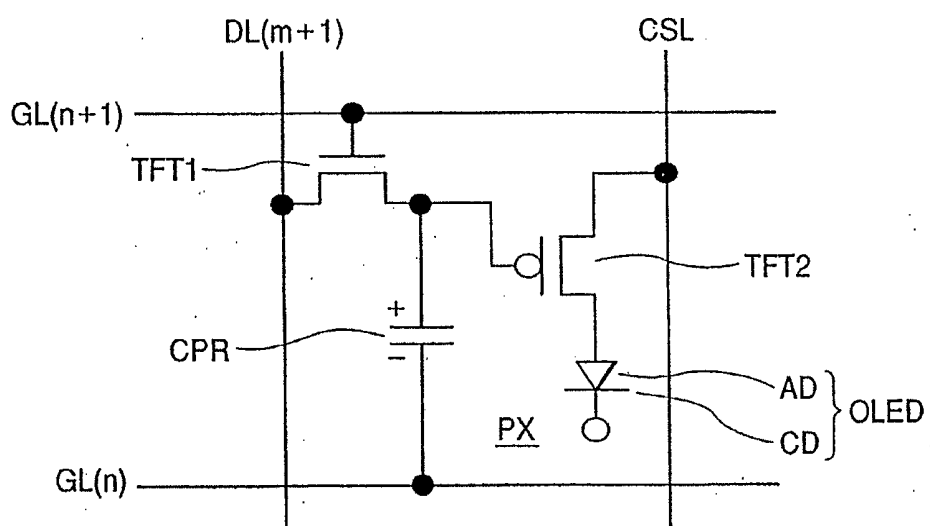 DL(m+1)
CSL
GL(n+1)
TFT1
TFT2
+
CPR
−
AD
OLED
PX
CD
GL(n)